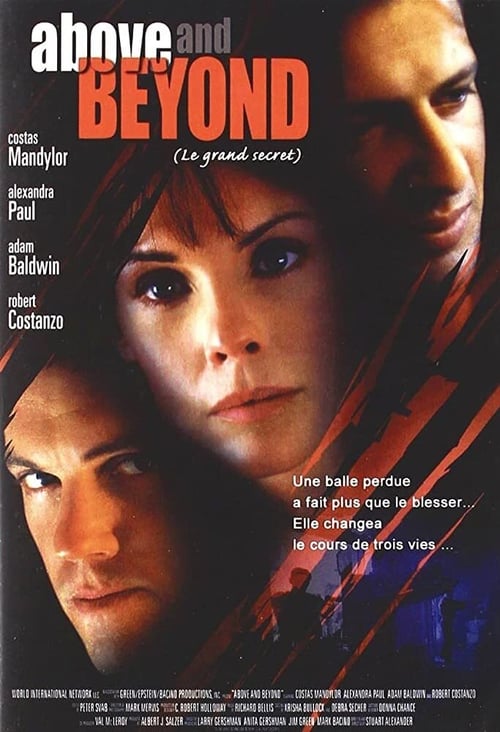 above and
BEYOND
(Le grand secret)
costas
Mandylor
alexandra
Paul
adam
Baldwin
robert
Costanzo
Une balle perdue
a fait plus que le blesser...
Elle changea
le cours de trois vies ...
WORLD INTERNATIONAL NETWORK LLC GREEN/EPSTEIN/BACINO PRODUCTIONS, INC "ABOVE AND BEYOND" COSTAS MANDYLOR ALEXANDRA PAUL ADAM BALDWIN AND ROBERT COSTANZO
PETER SVAB MARK MERVIS C. ROBERT HOLLOWAY RICHARD BELLIS KRISHA BULLOCK AND DEBRA SECHER DONNA CHANCE
VAL McLEROY ALBERT J. SALZER LARRY GERSHMAN ANITA GERSHMAN JIM GREEN MARK BACINO STUART ALEXANDER